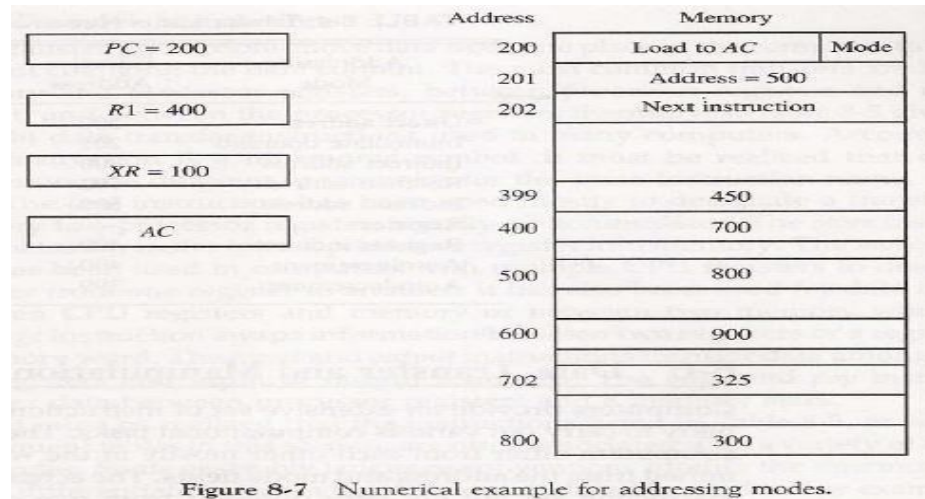 Address Memory
PC = 200 200 Load to AC Mode
201 Address = 500
R1 = 400 202 Next instruction
XR = 100
399 450
AC 400 700
500 800
600 900
702 325
800 300
Figure 8-7 Numerical example for addressing modes.